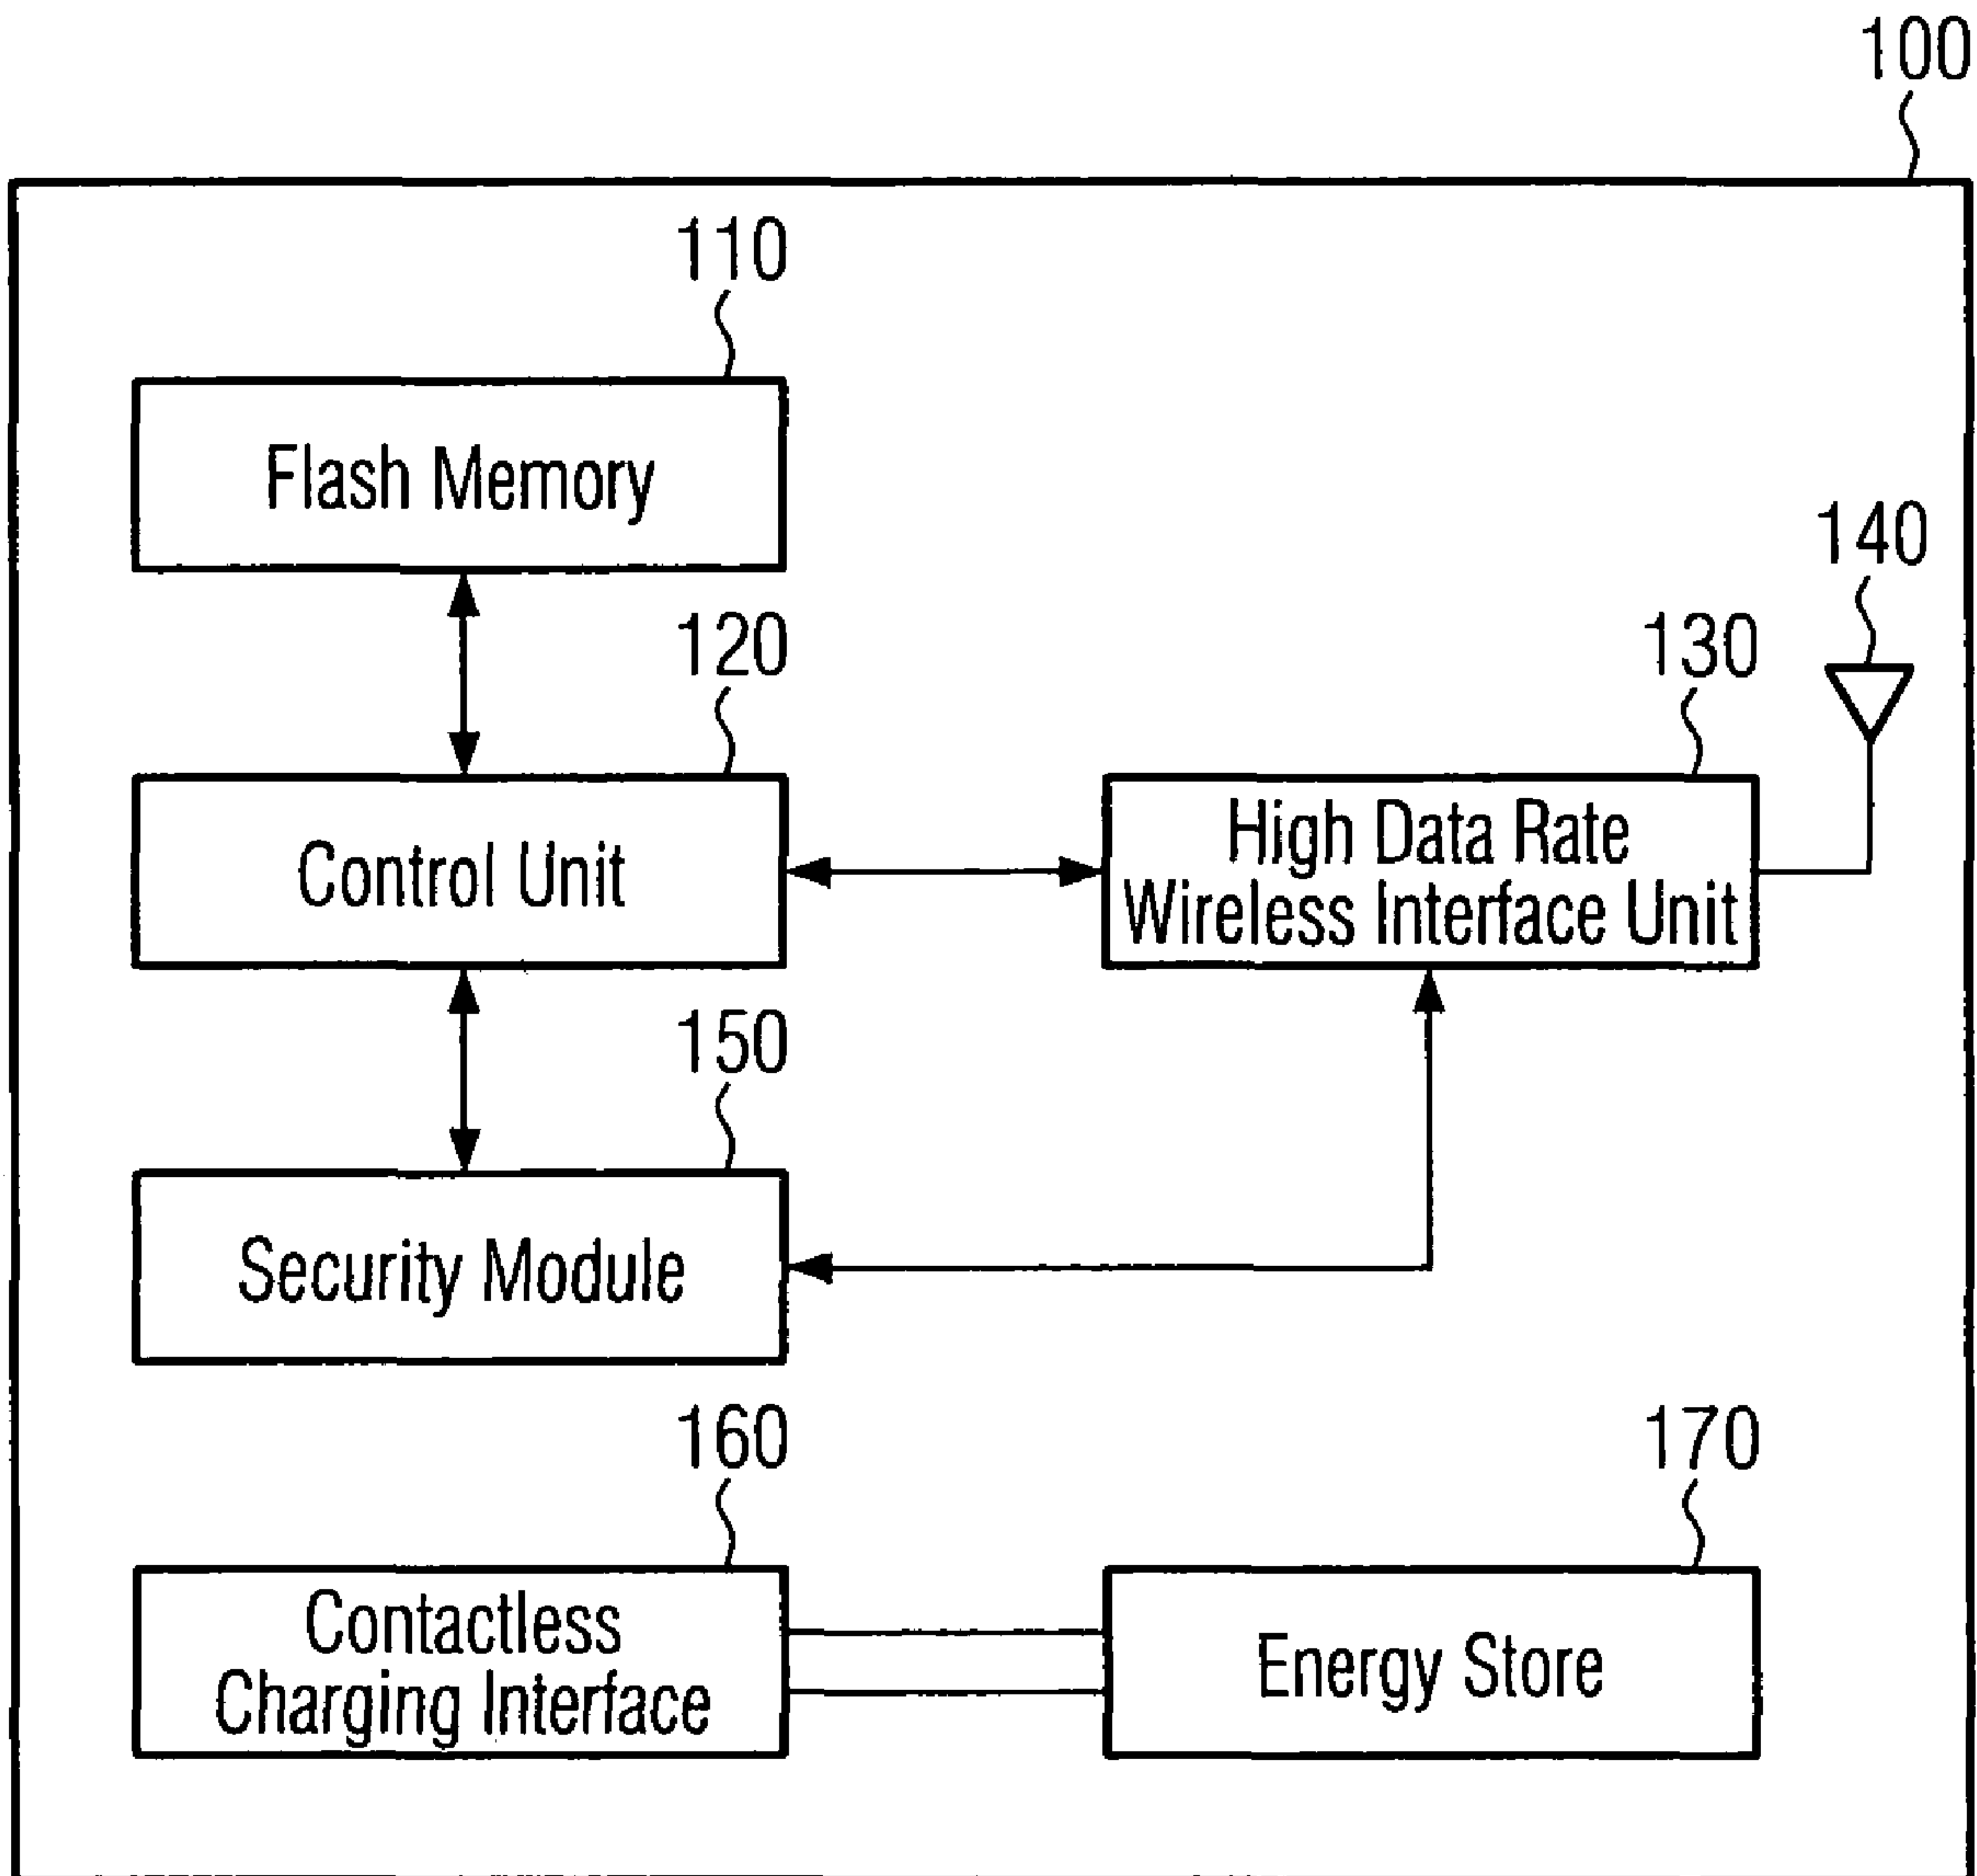 100
110
Flash Memory
140
120
130
Control Unit
High Data Rate
Wireless Interface Unit
150
Security Module
160
170
Contactless
Charging Interface
Energy Store